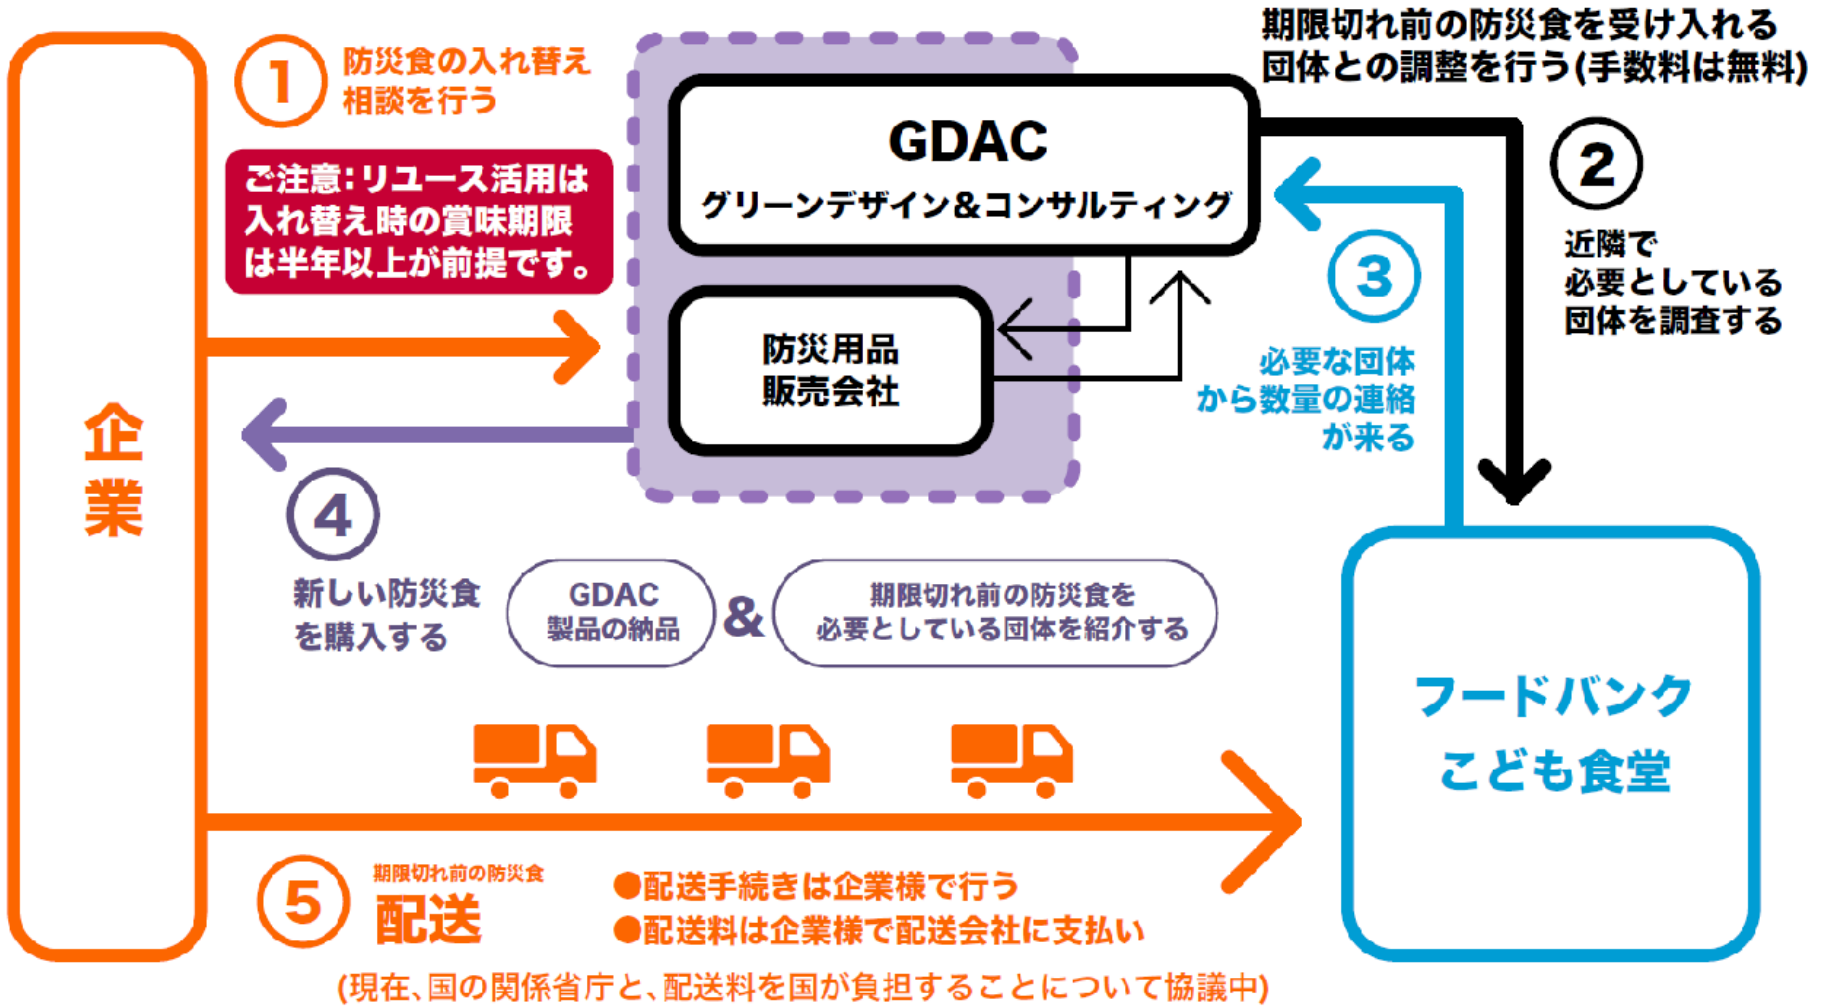 期限切れ前の防災食を受け入れる
団体との調整を行う(手数料は無料)
1
防災食の入れ替え
相談を行う
ご注意:リユース活用は
入れ替え時の賞味期限
は半年以上が前提です。
GDAC
グリーンデザイン&コンサルティング
防災用品
販売会社
2
近隣で
必要としている
団体を調査する
3
必要な団体
から数量の連絡
が来る
企業
4
新しい防災食
を購入する
GDAC
製品の納品
&
期限切れ前の防災食を
必要としている団体を紹介する
フードバンク
こども食堂
5
期限切れ前の防災食
配送
●配送手続きは企業様で行う
●配送料は企業様で配送会社に支払い
(現在、国の関係省庁と、配送料を国が負担することについて協議中)